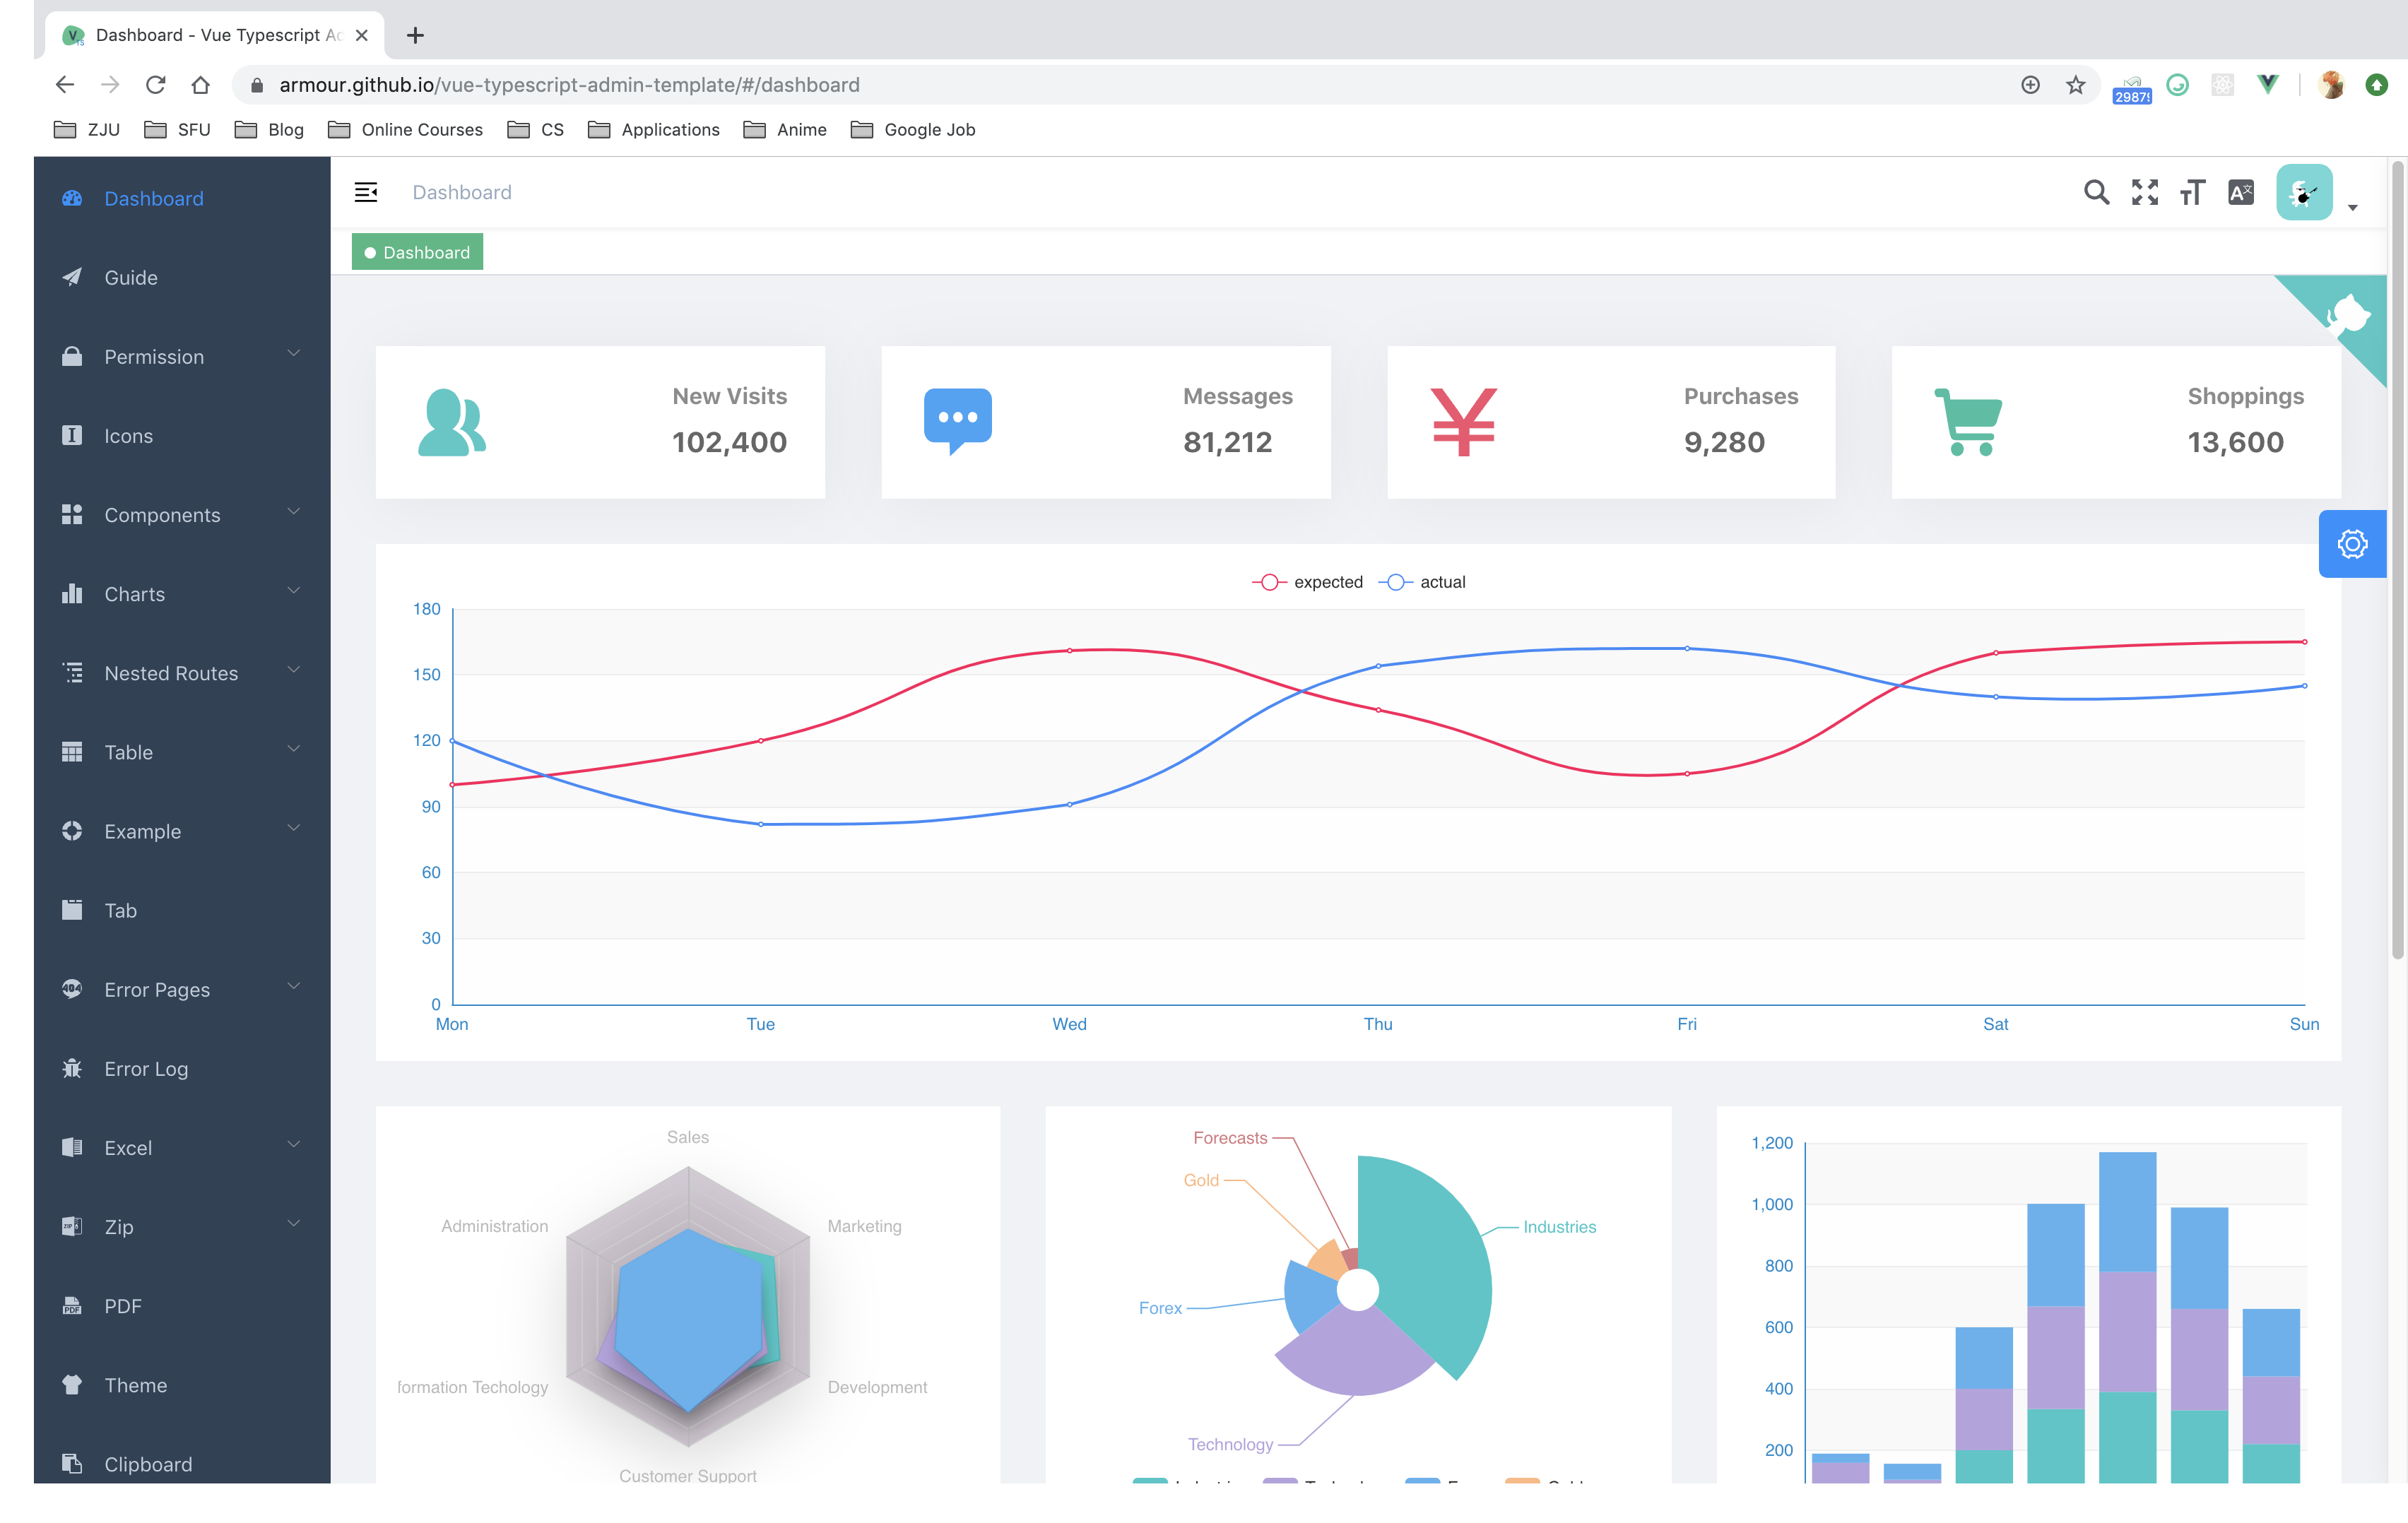 Dashboard - Vue Typescript Ad
armour.github.io/vue-typescript-admin-template/#/dashboard
2987
ZJU SFU Blog Online Courses CS Applications Anime Google Job
Dashboard
Guide
Permission
Icons
Components
Charts
Nested Routes
Table
Example
Tab
Error Pages
Error Log
Excel
Zip
PDF
Theme
Clipboard
Dashboard
Dashboard
New Visits
102,400
Messages
81,212
¥
Purchases
9,280
Shoppings
13,600
expected actual
180
150
120
90
60
30
0
Mon Tue Wed Thu Fri Sat Sun
Sales
Administration
Marketing
formation Techology
Development
Customer Support
Forecasts
Gold
Industries
Forex
Technology
1,200
1,000
800
600
400
200